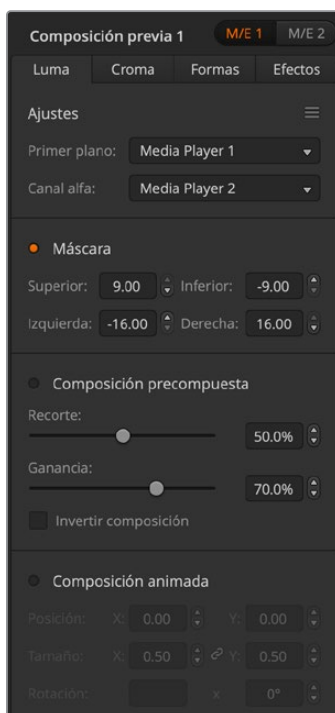 Composición previa 1 M/E 1 M/E 2
Luma Croma Formas Efectos
Ajustes
Primer plano: Media Player 1
Canal alfa: Media Player 2
Máscara
Superior: 9.00 Inferior: -9.00
Izquierda: -16.00 Derecha: 16.00
Composición precompuesta
Recorte:
50.0%
Ganancia:
70.0%
Invertir composición
Composición animada
Posición: X: 0.00 Y: 0.00
Tamaño: X: 0.50 Y: 0.50
Rotación: x 0°